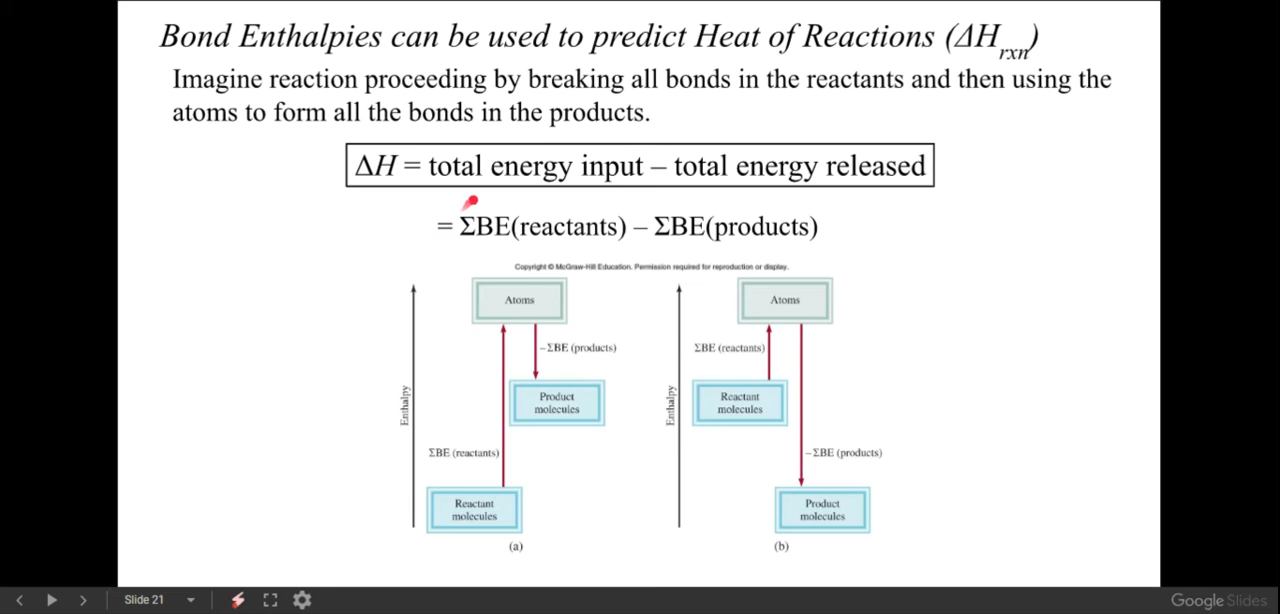 Bond Enthalpies can be used to predict Heat of Reactions (ΔHrxn)
Imagine reaction proceeding by breaking all bonds in the reactants and then using the
atoms to form all the bonds in the products.
ΔH = total energy input – total energy released
= ΣBE(reactants) – ΣBE(products)
Copyright © McGraw-Hill Education. Permission required for reproduction or display.
Enthalpy
Atoms
−ΣBE (products)
Product
molecules
ΣBE (reactants)
Reactant
molecules
(a)
Enthalpy
Atoms
ΣBE (reactants)
Reactant
molecules
−ΣBE (products)
Product
molecules
(b)
Slide 21
Google Slides